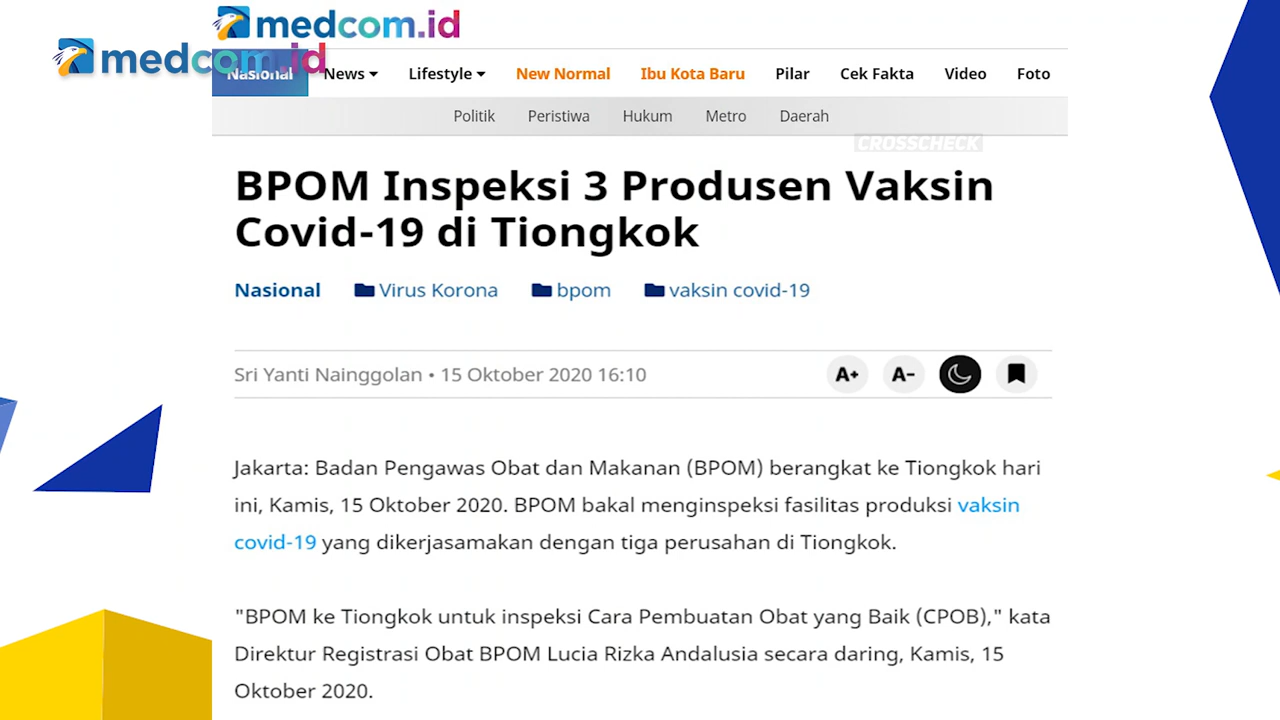 medcom.id
medcom.id
Nasional News Lifestyle New Normal Ibu Kota Baru Pilar Cek Fakta Video Foto
Politik Peristiwa Hukum Metro Daerah
CROSSCHECK
BPOM Inspeksi 3 Produsen Vaksin
Covid-19 di Tiongkok
Nasional Virus Korona bpom vaksin covid-19
Sri Yanti Nainggolan • 15 Oktober 2020 16:10 A+ A-
Jakarta: Badan Pengawas Obat dan Makanan (BPOM) berangkat ke Tiongkok hari
ini, Kamis, 15 Oktober 2020. BPOM bakal menginspeksi fasilitas produksi vaksin
covid-19 yang dikerjasamakan dengan tiga perusahan di Tiongkok.
"BPOM ke Tiongkok untuk inspeksi Cara Pembuatan Obat yang Baik (CPOB)," kata
Direktur Registrasi Obat BPOM Lucia Rizka Andalusia secara daring, Kamis, 15
Oktober 2020.